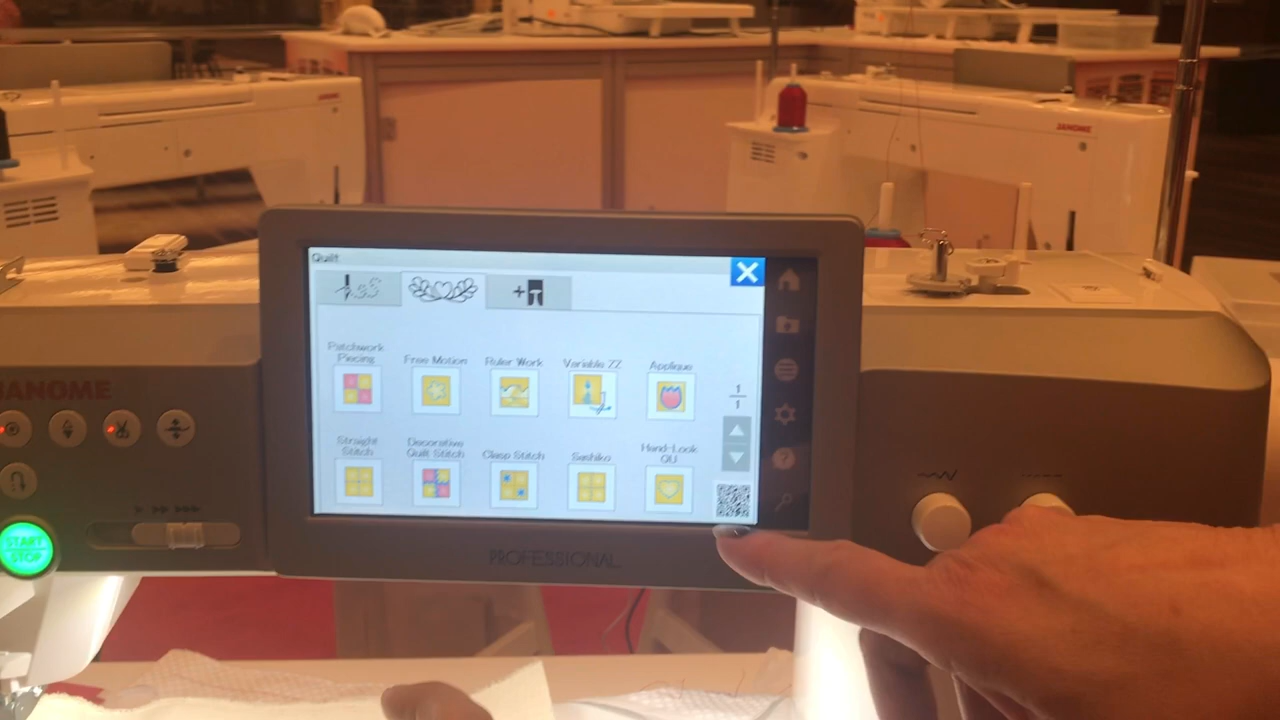 JANOME
JANOME
Quilt
Patchwork
Piecing
Free Motion
Ruler Work
Variable ZZ
Applique
1
1
Straight
Stitch
Decorative
Quilt Stitch
Clasp Stitch
Sashiko
Hand-Look
QU
START
STOP
PROFESSIONAL